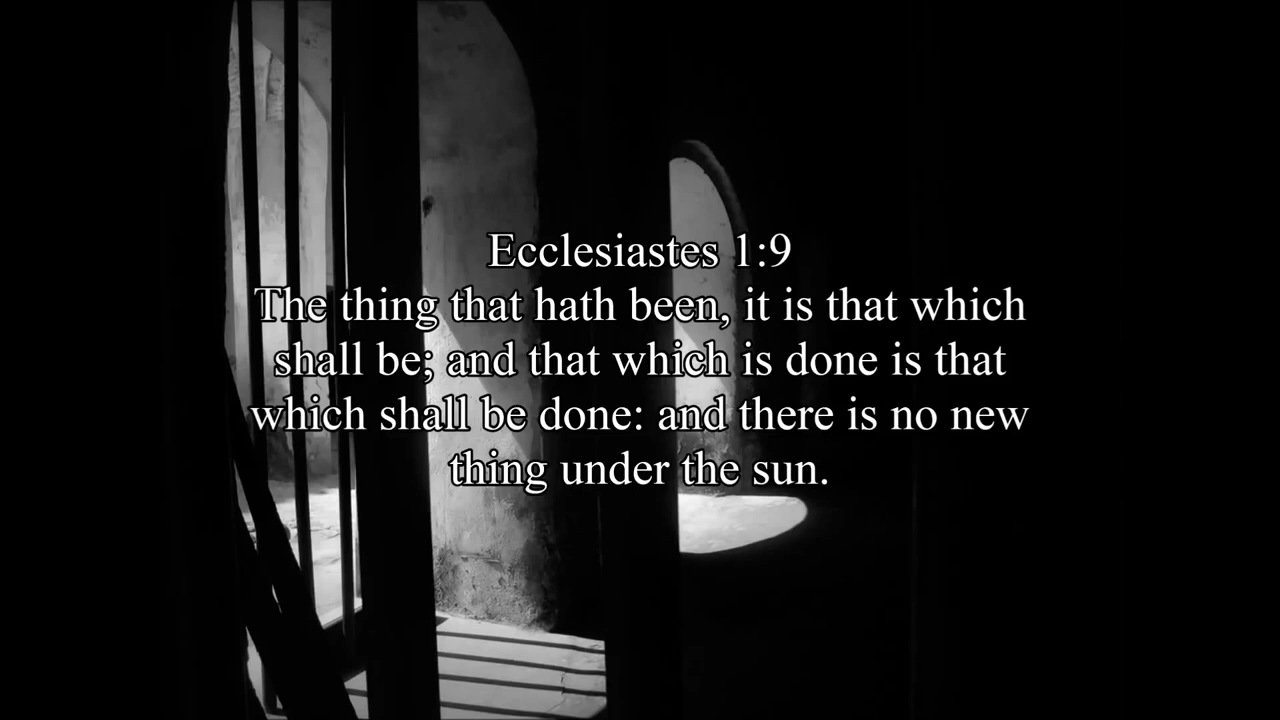 Ecclesiastes 1:9
The thing that hath been, it is that which
shall be; and that which is done is that
which shall be done: and there is no new
thing under the sun.